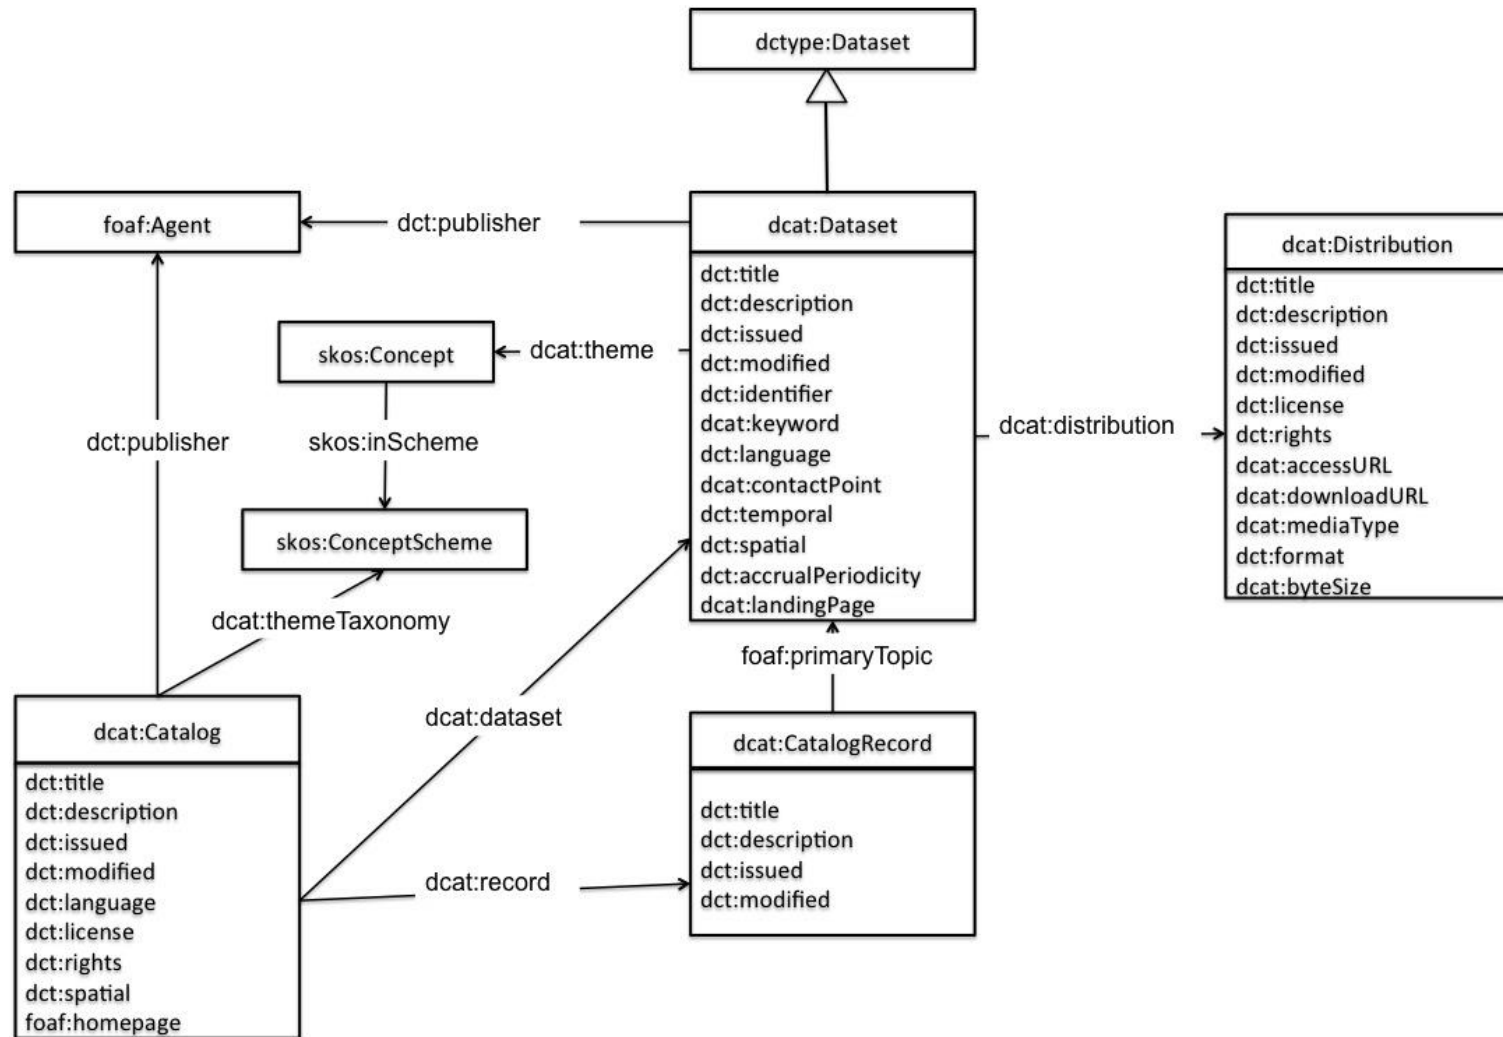 dctype:Dataset
foaf:Agent
dct:publisher
dcat:Dataset
dct:title
dct:description
dct:issued
dct:modified
dct:identifier
dcat:keyword
dct:language
dcat:contactPoint
dct:temporal
dct:spatial
dct:accrualPeriodicity
dcat:landingPage
dcat:Distribution
dct:title
dct:description
dct:issued
dct:modified
dct:license
dct:rights
dcat:accessURL
dcat:downloadURL
dcat:mediaType
dct:format
dcat:byteSize
skos:Concept
dcat:theme
dcat:distribution
dct:publisher
skos:inScheme
skos:ConceptScheme
dcat:themeTaxonomy
foaf:primaryTopic
dcat:dataset
dcat:Catalog
dct:title
dct:description
dct:issued
dct:modified
dct:language
dct:license
dct:rights
dct:spatial
foaf:homepage
dcat:record
dcat:CatalogRecord
dct:title
dct:description
dct:issued
dct:modified